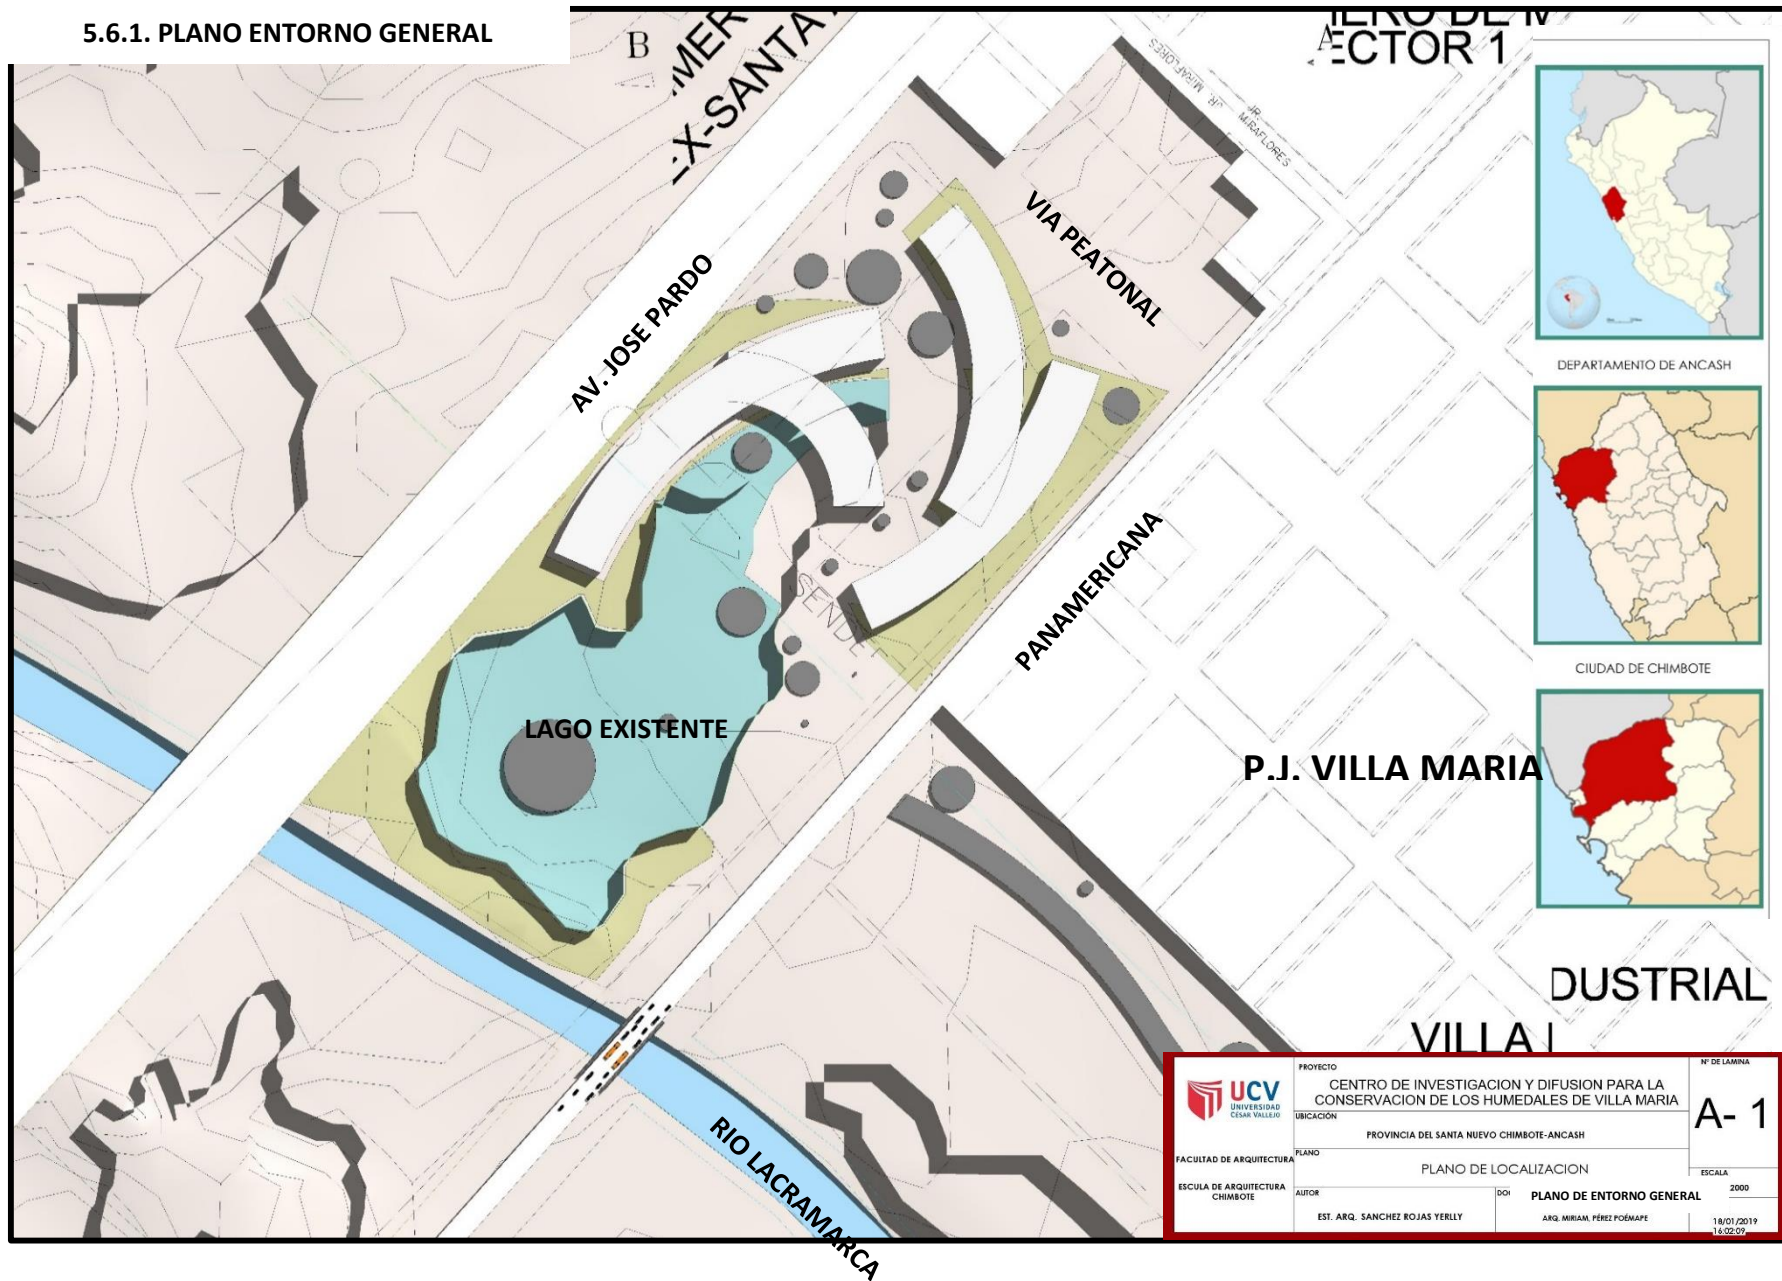 5.6.1. PLANO ENTORNO GENERAL
B
EX-SANTA
A
ECTOR 1
JR. MIRAFLORES
JR.
MIRAFLORES
VIA PEATONAL
AV. JOSE PARDO
PANAMERICANA
SENDE
LAGO EXISTENTE
P.J. VILLA MARIA
RIO LACRAMARCA
DUSTRIAL
VILLA
DEPARTAMENTO DE ANCASH
CIUDAD DE CHIMBOTE
UCV
UNIVERSIDAD
CÉSAR VALLEJO
FACULTAD DE ARQUITECTURA
ESCULA DE ARQUITECTURA
CHIMBOTE
PROYECTO
CENTRO DE INVESTIGACION Y DIFUSION PARA LA
CONSERVACION DE LOS HUMEDALES DE VILLA MARIA
UBICACIÓN
PROVINCIA DEL SANTA NUEVO CHIMBOTE-ANCASH
PLANO
PLANO DE LOCALIZACION
AUTOR
EST. ARQ. SANCHEZ ROJAS YERLLY
PLANO DE ENTORNO GENERAL
ARQ. MIRIAM, PÉREZ POÉMAPE
Nº DE LAMINA
A- 1
ESCALA
2000
18/01/2019
16:02:09